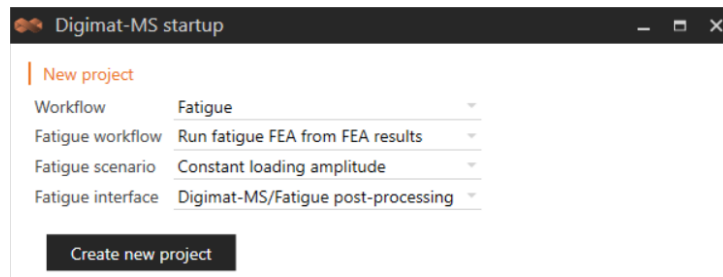 Digimat-MS startup
New project
Workflow Fatigue
Fatigue workflow Run fatigue FEA from FEA results
Fatigue scenario Constant loading amplitude
Fatigue interface Digimat-MS/Fatigue post-processing
Create new project